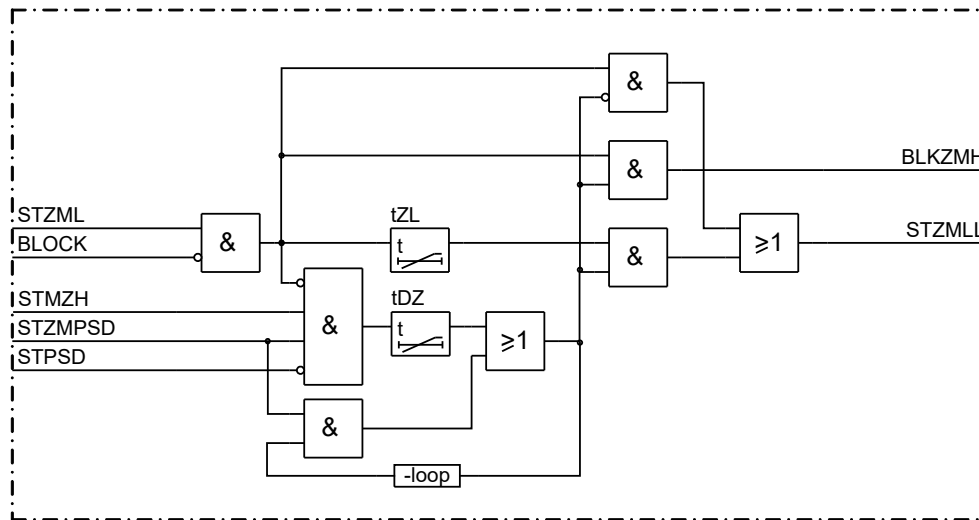 &
&
BLKZMH
STZML
tZL
STZMLL
BLOCK
&
t
&
≥1
STMZH
tDZ
STZMPSD
&
t
≥1
STPSD
&
-loop